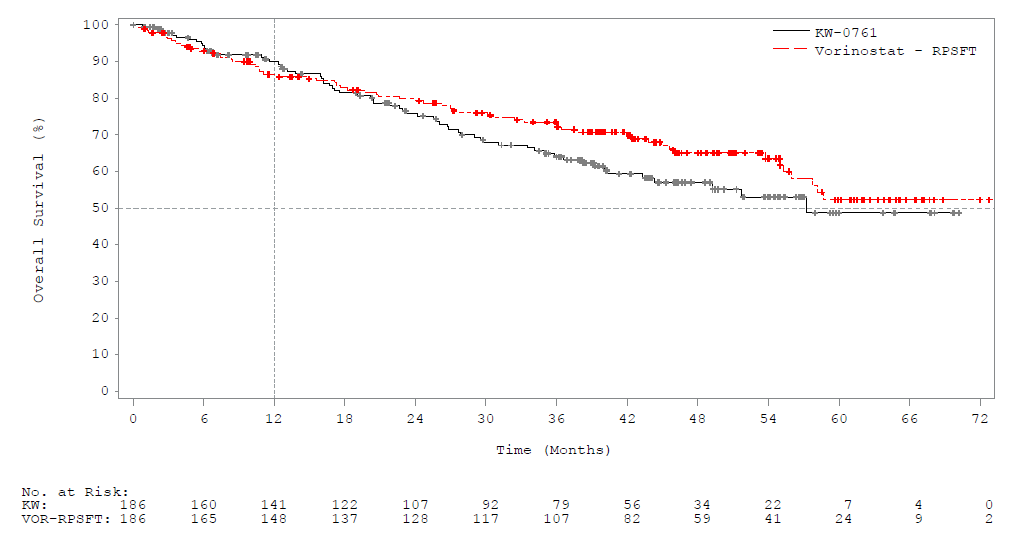 100
90
80
70
60
50
40
30
20
10
0
Overall Survival (%)
KW-0761
Vorinostat - RPSFT
0 6 12 18 24 30 36 42 48 54 60 66 72
Time (Months)
No. at Risk:
KW: 186 160 141 122 107 92 79 56 34 22 7 4 0
VOR-RPSFT: 186 165 148 137 128 117 107 82 59 41 24 9 2